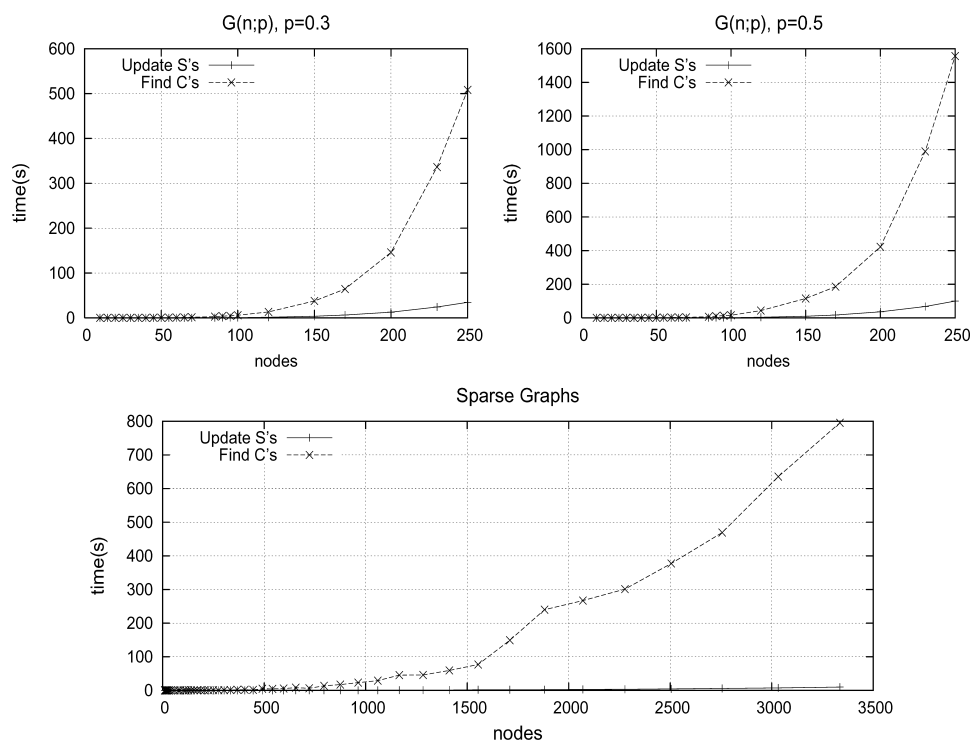 G(n;p), p=0.3
600
500
400
300
200
100
0
time(s)
Update S's
Find C's
0 50 100 150 200 250
nodes
G(n;p), p=0.5
1600
1400
1200
1000
800
600
400
200
0
time(s)
Update S's
Find C's
0 50 100 150 200 250
nodes
Sparse Graphs
800
700
600
500
400
300
200
100
0
time(s)
Update S's
Find C's
0 500 1000 1500 2000 2500 3000 3500
nodes